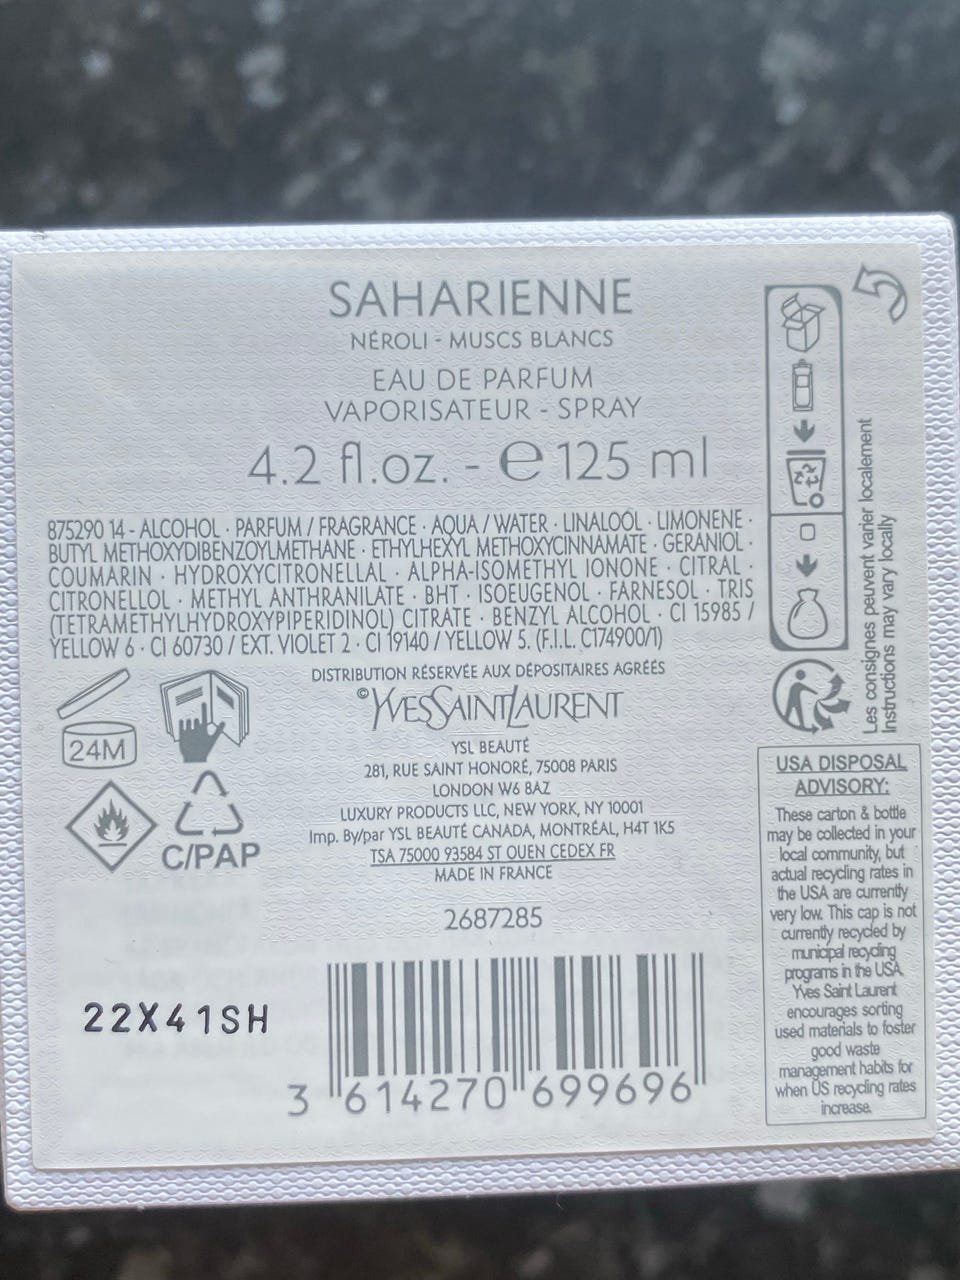 SAHARIENNE
NÉROLI - MUSCS BLANCS
EAU DE PARFUM
VAPORISATEUR - SPRAY
4.2 fl.oz. - ℮ 125 ml
875290 14 - ALCOHOL · PARFUM / FRAGRANCE · AQUA / WATER · LINALOOL · LIMONENE ·
BUTYL METHOXYDIBENZOYLMETHANE · ETHYLHEXYL METHOXYCINNAMATE · GERANIOL ·
COUMARIN · HYDROXYCITRONELLAL · ALPHA-ISOMETHYL IONONE · CITRAL ·
CITRONELLOL · METHYL ANTHRANILATE · BHT · ISOEUGENOL · FARNESOL · TRIS
(TETRAMETHYLHYDROXYPIPERIDINOL) CITRATE · BENZYL ALCOHOL · CI 15985 /
YELLOW 6 · CI 60730 / EXT. VIOLET 2 · CI 19140 / YELLOW 5. (F.I.L. C174900/1)
DISTRIBUTION RÉSERVÉE AUX DÉPOSITAIRES AGRÉÉS
©YVESSAINTLAURENT
YSL BEAUTÉ
281, RUE SAINT HONORÉ, 75008 PARIS
LONDON W6 8AZ
LUXURY PRODUCTS LLC, NEW YORK, NY 10001
Imp. By/par YSL BEAUTÉ CANADA, MONTRÉAL, H4T 1K5
TSA 75000 93584 ST OUEN CEDEX FR
MADE IN FRANCE
24M
C/PAP
2687285
22X41SH
3 614270 699696
Les consignes peuvent varier localement
Instructions may vary locally
USA DISPOSAL
ADVISORY:
These carton & bottle
may be collected in your
local community, but
actual recycling rates in
the USA are currently
very low. This cap is not
currently recycled by
municipal recycling
programs in the USA.
Yves Saint Laurent
encourages sorting
used materials to foster
good waste
management habits for
when US recycling rates
increase.